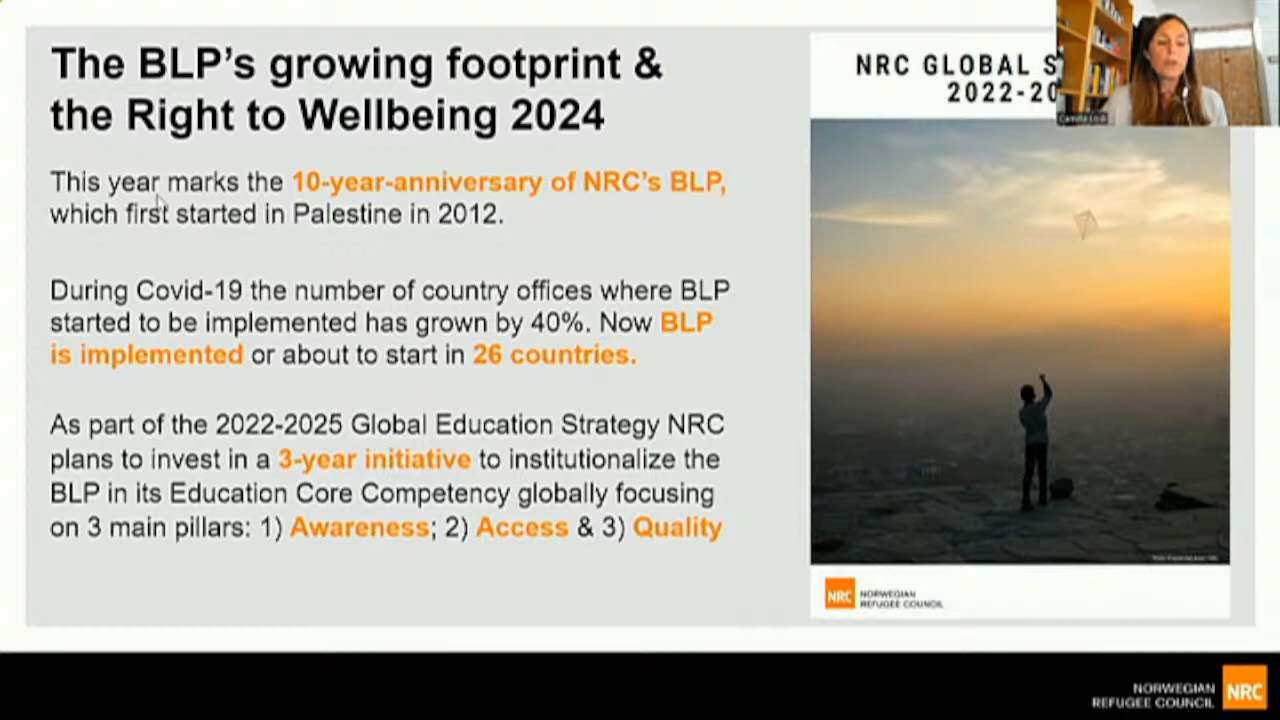 The BLP's growing footprint &
the Right to Wellbeing 2024
This year marks the 10-year-anniversary of NRC's BLP,
which first started in Palestine in 2012.
During Covid-19 the number of country offices where BLP
started to be implemented has grown by 40%. Now BLP
is implemented or about to start in 26 countries.
As part of the 2022-2025 Global Education Strategy NRC
plans to invest in a 3-year initiative to institutionalize the
BLP in its Education Core Competency globally focusing
on 3 main pillars: 1) Awareness; 2) Access & 3) Quality
NRC GLOBAL S
2022-20
NRC NORWEGIAN
REFUGEE COUNCIL
NORWEGIAN
REFUGEE COUNCIL NRC